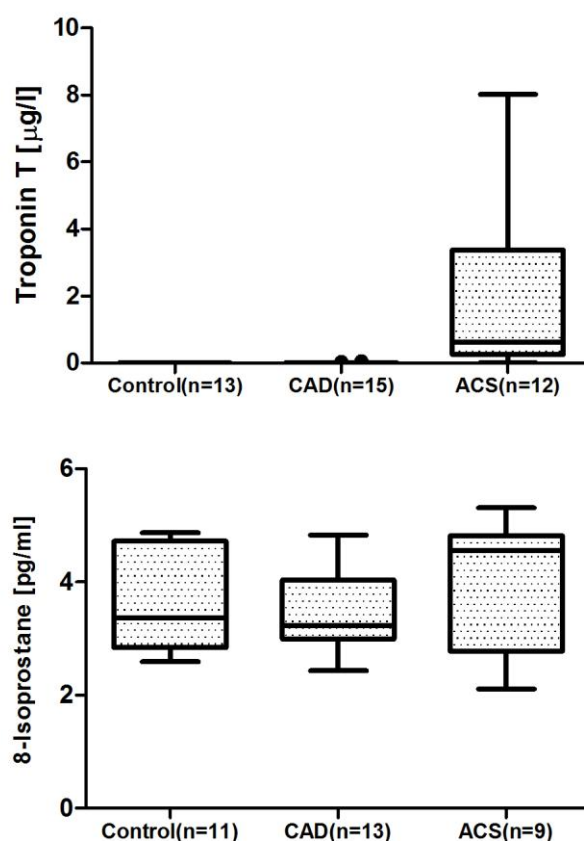 10
8
6
4
2
0
Troponin T [µg/l]
Control(n=13) CAD(n=15) ACS(n=12)
6
4
2
0
8-Isoprostane [pg/ml]
Control(n=11) CAD(n=13) ACS(n=9)